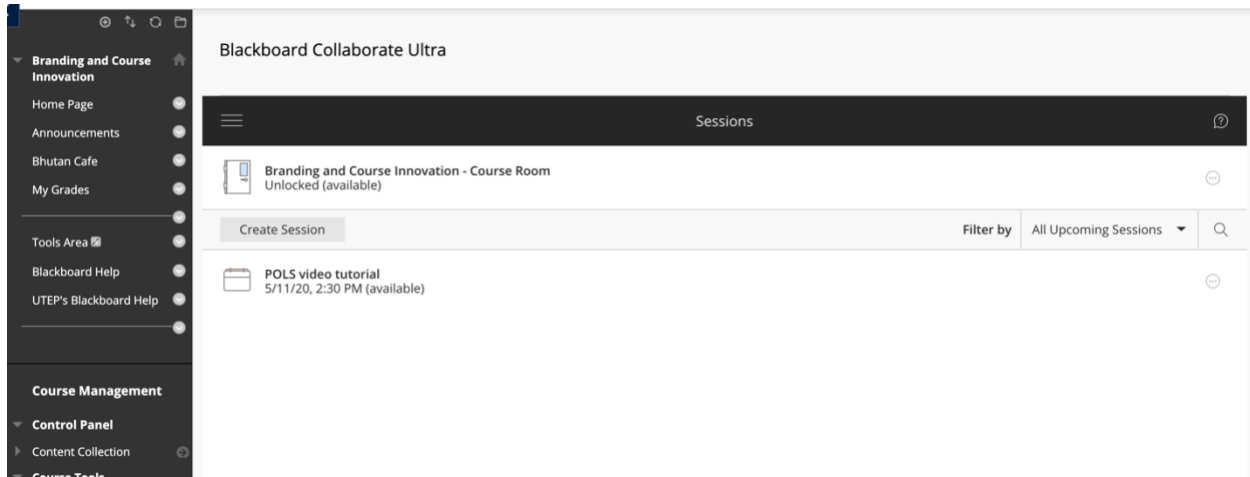 Branding and Course
Innovation
Home Page
Announcements
Bhutan Cafe
My Grades
Tools Area
Blackboard Help
UTEP's Blackboard Help
Course Management
Control Panel
Content Collection
Course Tools
Blackboard Collaborate Ultra
Sessions
Branding and Course Innovation - Course Room
Unlocked (available)
Create Session
Filter by
All Upcoming Sessions
POLS video tutorial
5/11/20, 2:30 PM (available)